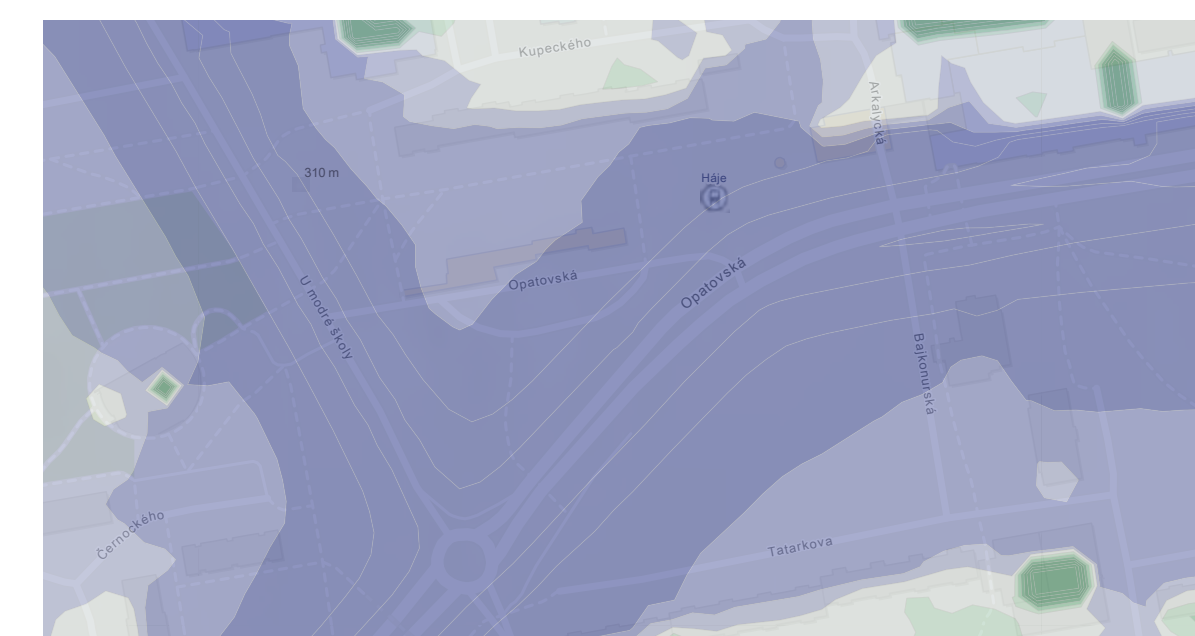 Kupeckého
Arkalycká
310 m
Háje
Opatovská
Opatovská
U modré školy
Bajkonurská
Černockého
Tatarkova